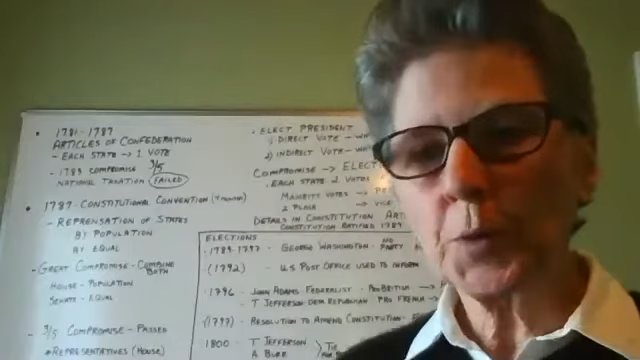 • 1781-1787
ARTICLES OF CONFEDERATION
- EACH STATE → 1 VOTE
- 1783 COMPROMISE 3/5
NATIONAL TAXATION FAILED
• 1787 - CONSTITUTIONAL CONVENTION
- REPRENSATION OF STATES
BY POPULATION
BY EQUAL
- GREAT COMPROMISE - COMBINE BOTH
HOUSE - POPULATION
SENATE - EQUAL
- 3/5 COMPROMISE - PASSED
• REPRESENTATIVES (HOUSE)
• ELECT PRESIDENT
1 DIRECT VOTE -
2) INDIRECT VOTE -
COMPROMISE → ELECT
• EACH STATE 2 VOTES
MAJORITY VOTES →
2 PLACE →
DETAILS IN CONSTITUTION
CONSTITUTION RATIFIED 1789
ELECTIONS
• 1789-1797 - GEORGE WASHINGTON - NO PARTY
(1792) - U.S POST OFFICE USED TO INFORM
• 1796 - JOHN ADAMS FEDERALIST - PRO BRITISH →
- T JEFFERSON - DEM REPUBLICAN PRO FRENCH →
(1797) - RESOLUTION TO AMEND CONSTITUTION -
1800 - T JEFFERSON
A BURR